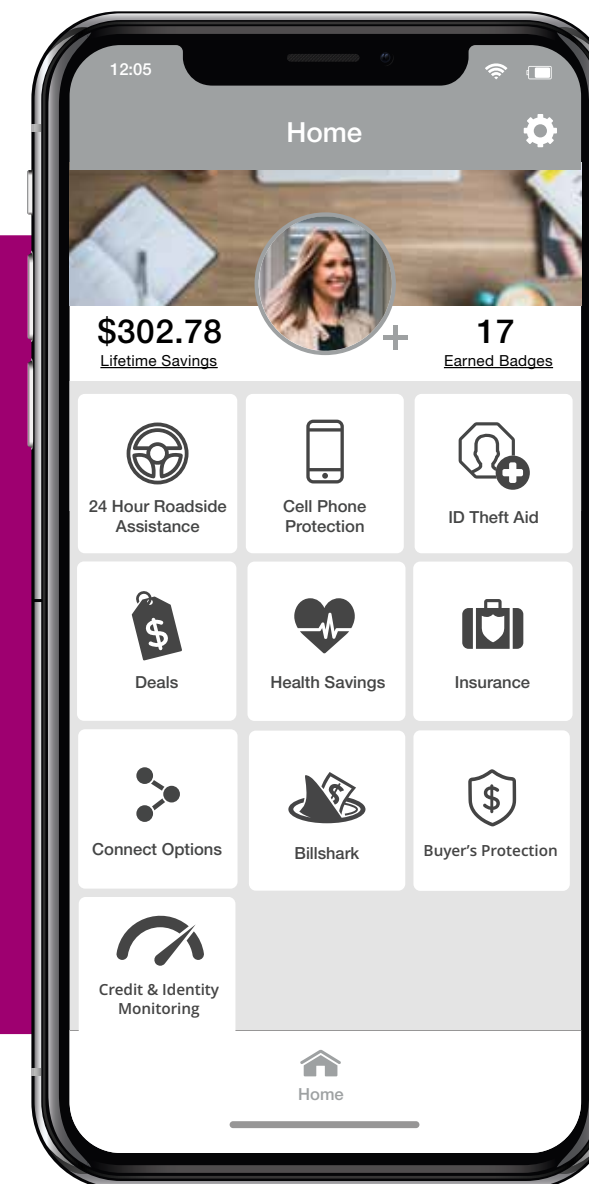 12:05
Home
$302.78
Lifetime Savings
17
Earned Badges
24 Hour Roadside
Assistance
Cell Phone
Protection
ID Theft Aid
Deals
Health Savings
Insurance
Connect Options
Billshark
Buyer's Protection
Credit & Identity
Monitoring
Home